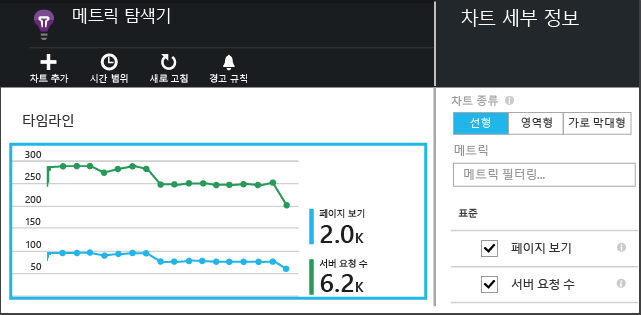 메트릭 탐색기
차트 추가
시간 범위
새로 고침
경고 규칙
타임라인
300
250
200
150
100
50
페이지 보기
2.0K
서버 요청 수
6.2K
차트 세부 정보
차트 종류
선형
영역형
가로 막대형
메트릭
메트릭 필터링...
표준
페이지 보기
서버 요청 수